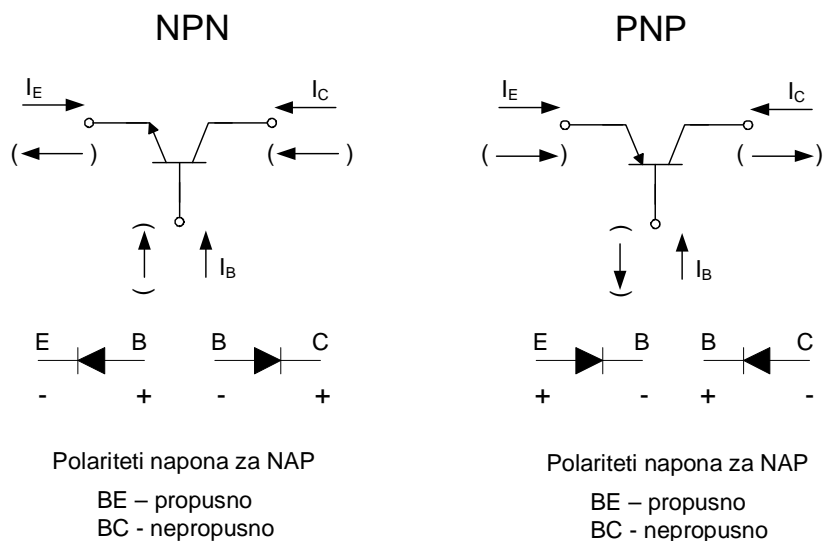 NPN
I_E
I_C
( )
( )
( )
I_B
E B B C
- + - +
Polariteti napona za NAP
BE – propusno
BC - nepropusno
PNP
I_E
I_C
( )
( )
( )
I_B
E B B C
+ - + -
Polariteti napona za NAP
BE – propusno
BC - nepropusno